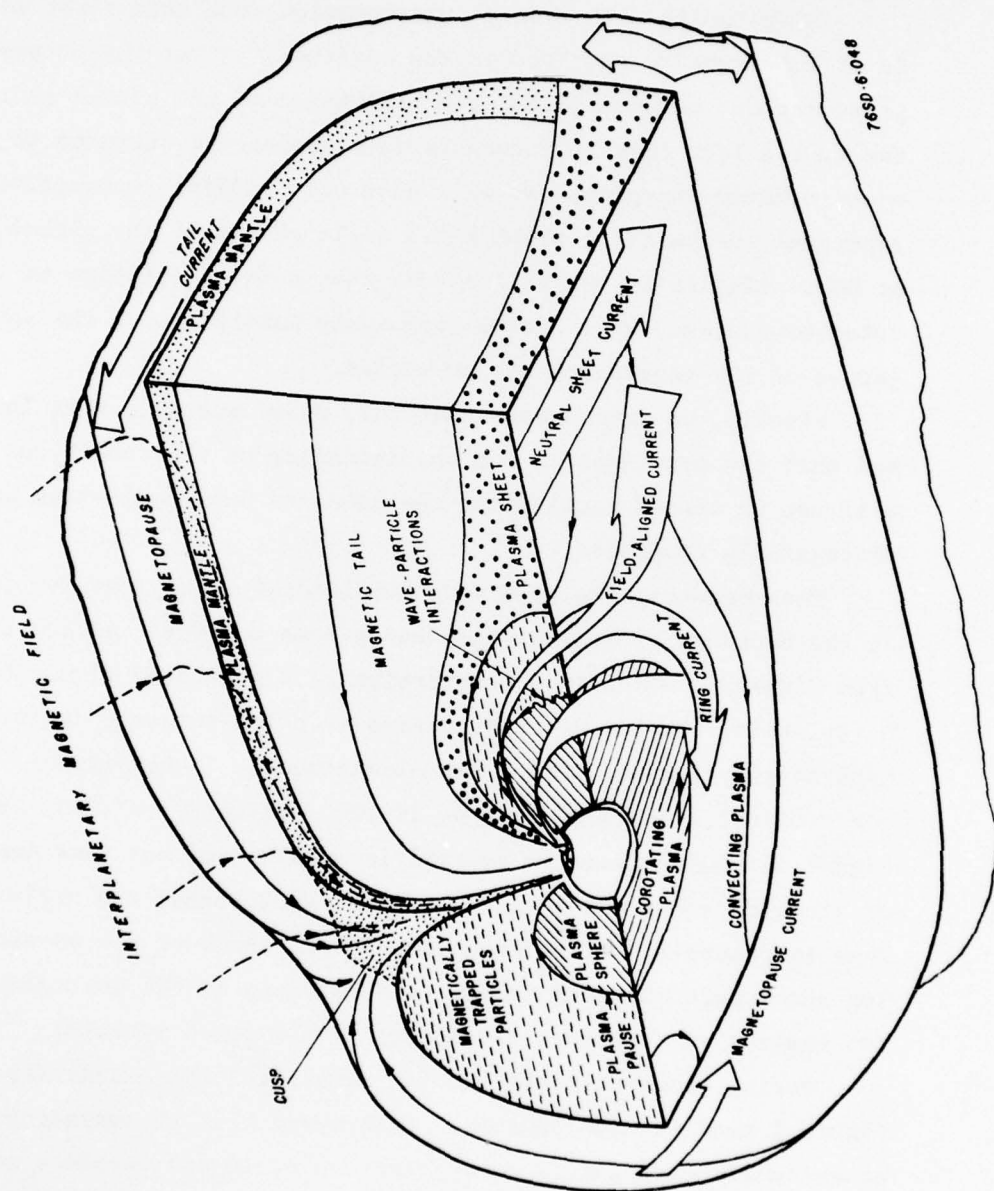 INTERPLANETARY MAGNETIC FIELD
TAIL
CURRENT
MAGNETOPAUSE
PLASMA MANTLE
PLASMA MANTLE
MAGNETIC TAIL
WAVE-PARTICLE
INTERACTIONS
PLASMA SHEET
NEUTRAL SHEET CURRENT
FIELD-ALIGNED CURRENT
CUSP
MAGNETICALLY
TRAPPED
PARTICLES
PLASMA
SPHERE
PLASMA
PAUSE
COROTATING
PLASMA
RING CURRENT
CONVECTING PLASMA
MAGNETOPAUSE CURRENT
76SD-6-048